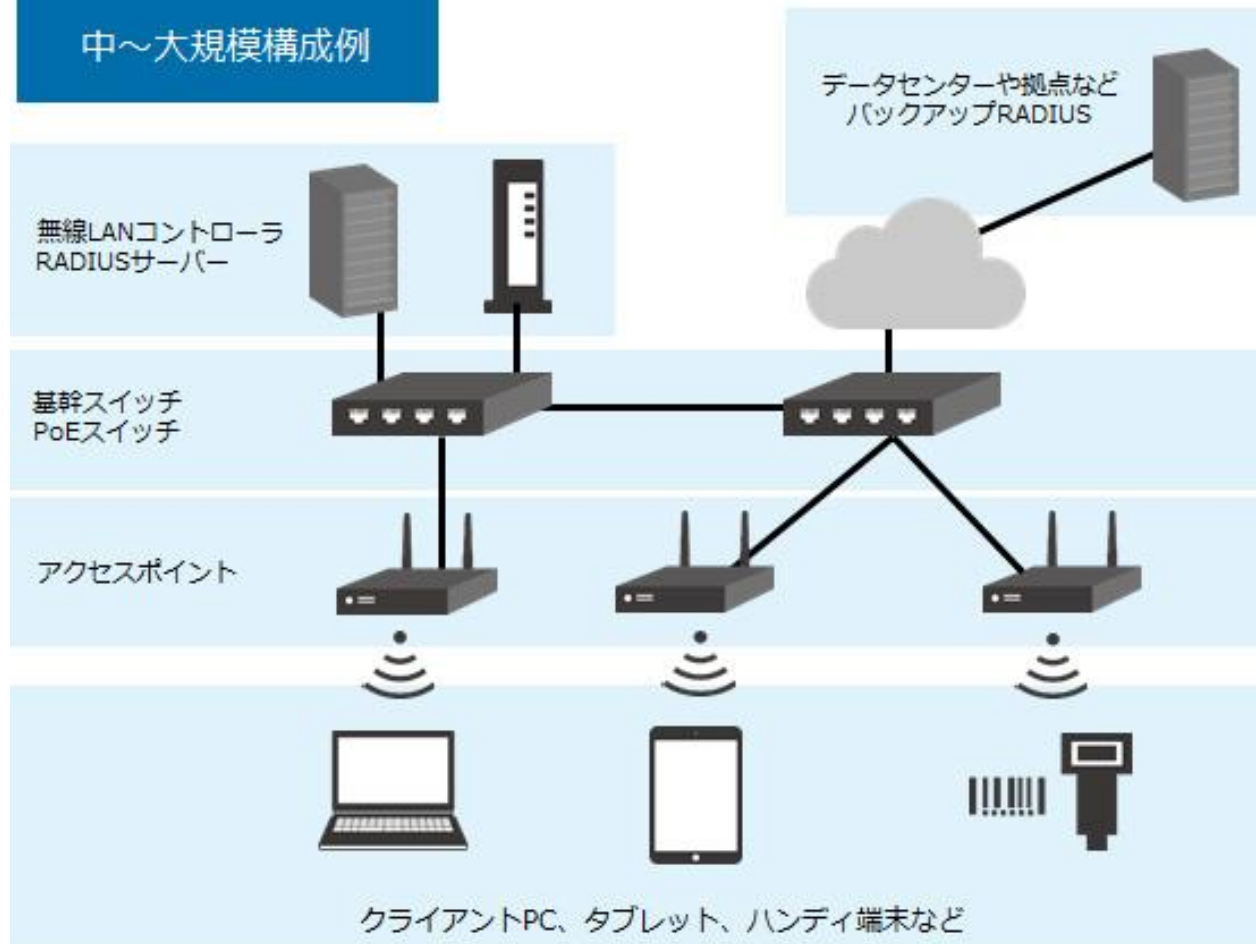 中～大規模構成例
データセンターや拠点など
バックアップRADIUS
無線LANコントローラ
RADIUSサーバー
基幹スイッチ
PoEスイッチ
アクセスポイント
クライアントPC、タブレット、ハンディ端末など